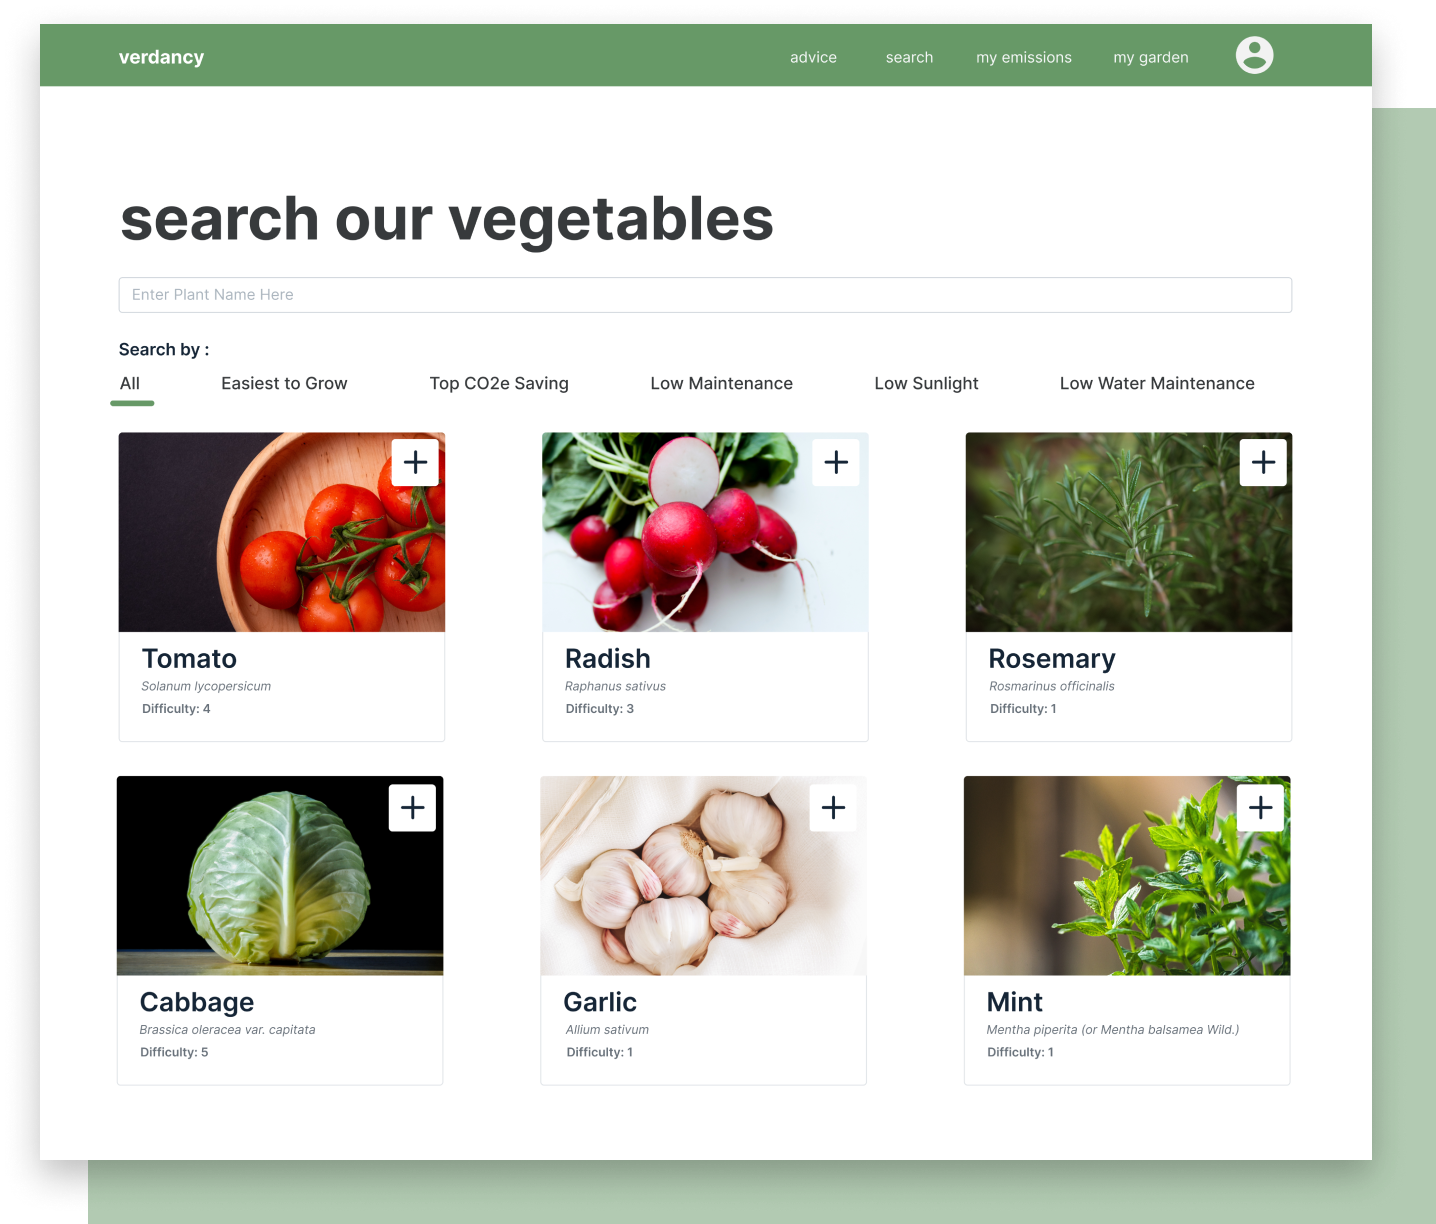 verdancy
advice search my emissions my garden
search our vegetables
Enter Plant Name Here
Search by :
All Easiest to Grow Top CO2e Saving Low Maintenance Low Sunlight Low Water Maintenance
Tomato
Solanum lycopersicum
Difficulty: 4
Radish
Raphanus sativus
Difficulty: 3
Rosemary
Rosmarinus officinalis
Difficulty: 1
Cabbage
Brassica oleracea var. capitata
Difficulty: 5
Garlic
Allium sativum
Difficulty: 1
Mint
Mentha piperita (or Mentha balsamea Wild.)
Difficulty: 1